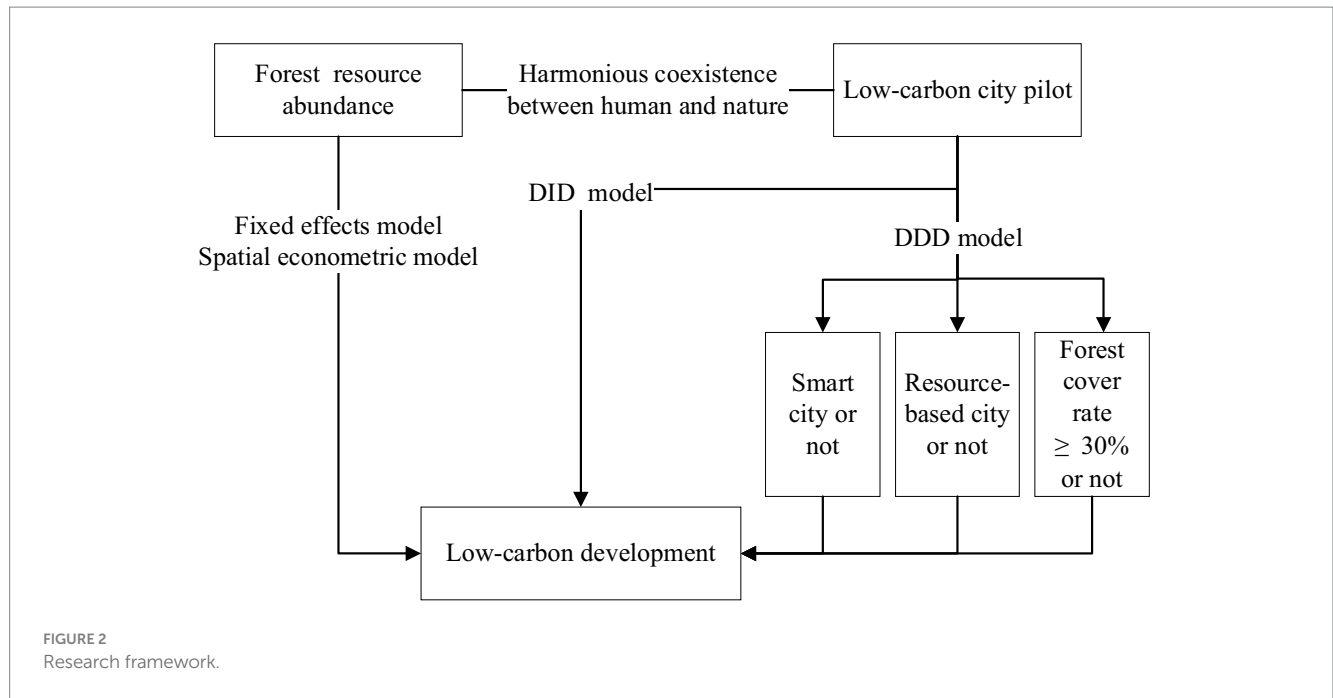 Forest resource
abundance
Harmonious coexistence
between human and nature
Low-carbon city pilot
DID model
Fixed effects model
Spatial econometric model
DDD model
Smart
city or
not
Resource-
based city
or not
Forest
cover
rate
≥ 30%
or not
Low-carbon development
FIGURE 2
Research framework.